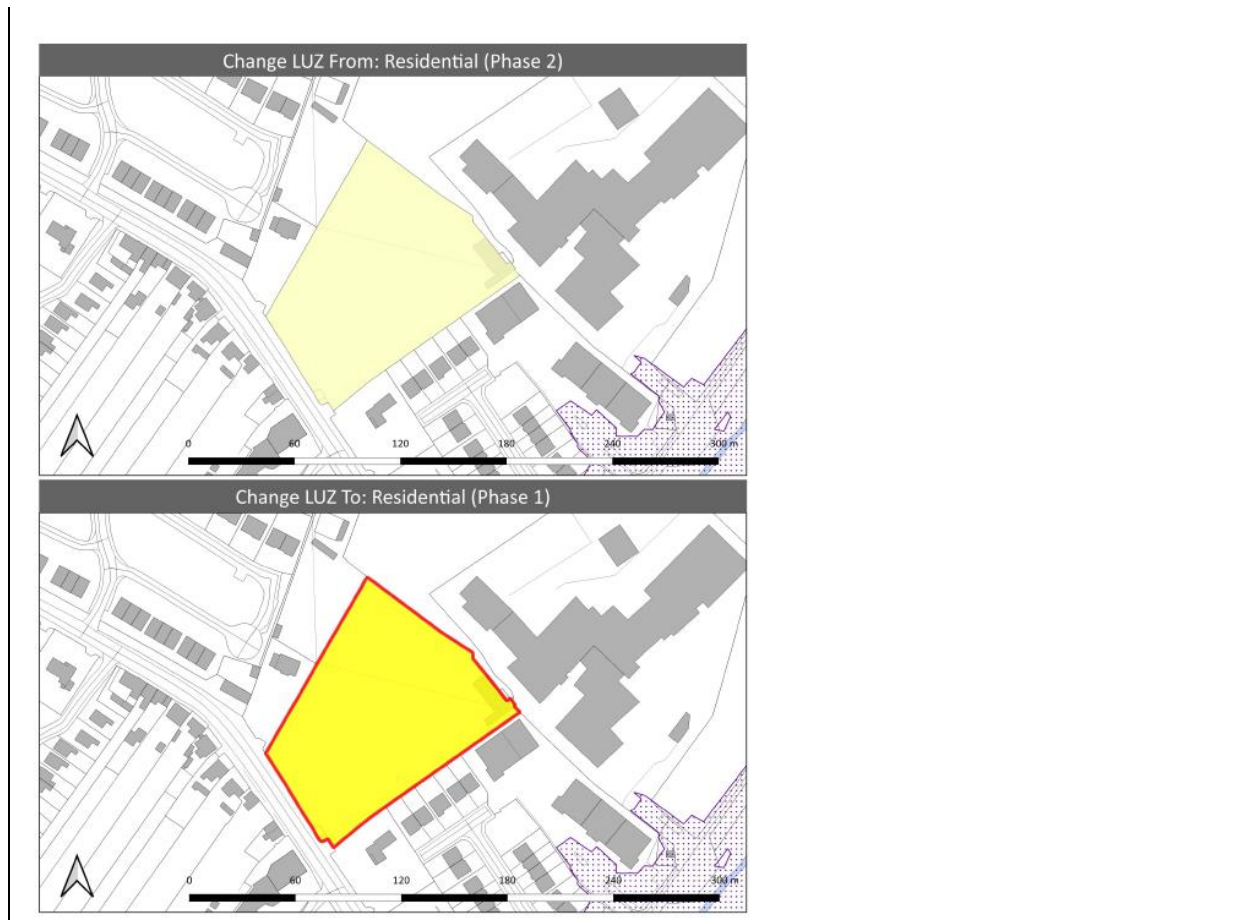 Change LUZ From: Residential (Phase 2)
0 60 120 180 240 300 m
Change LUZ To: Residential (Phase 1)
0 60 120 180 240 300 m